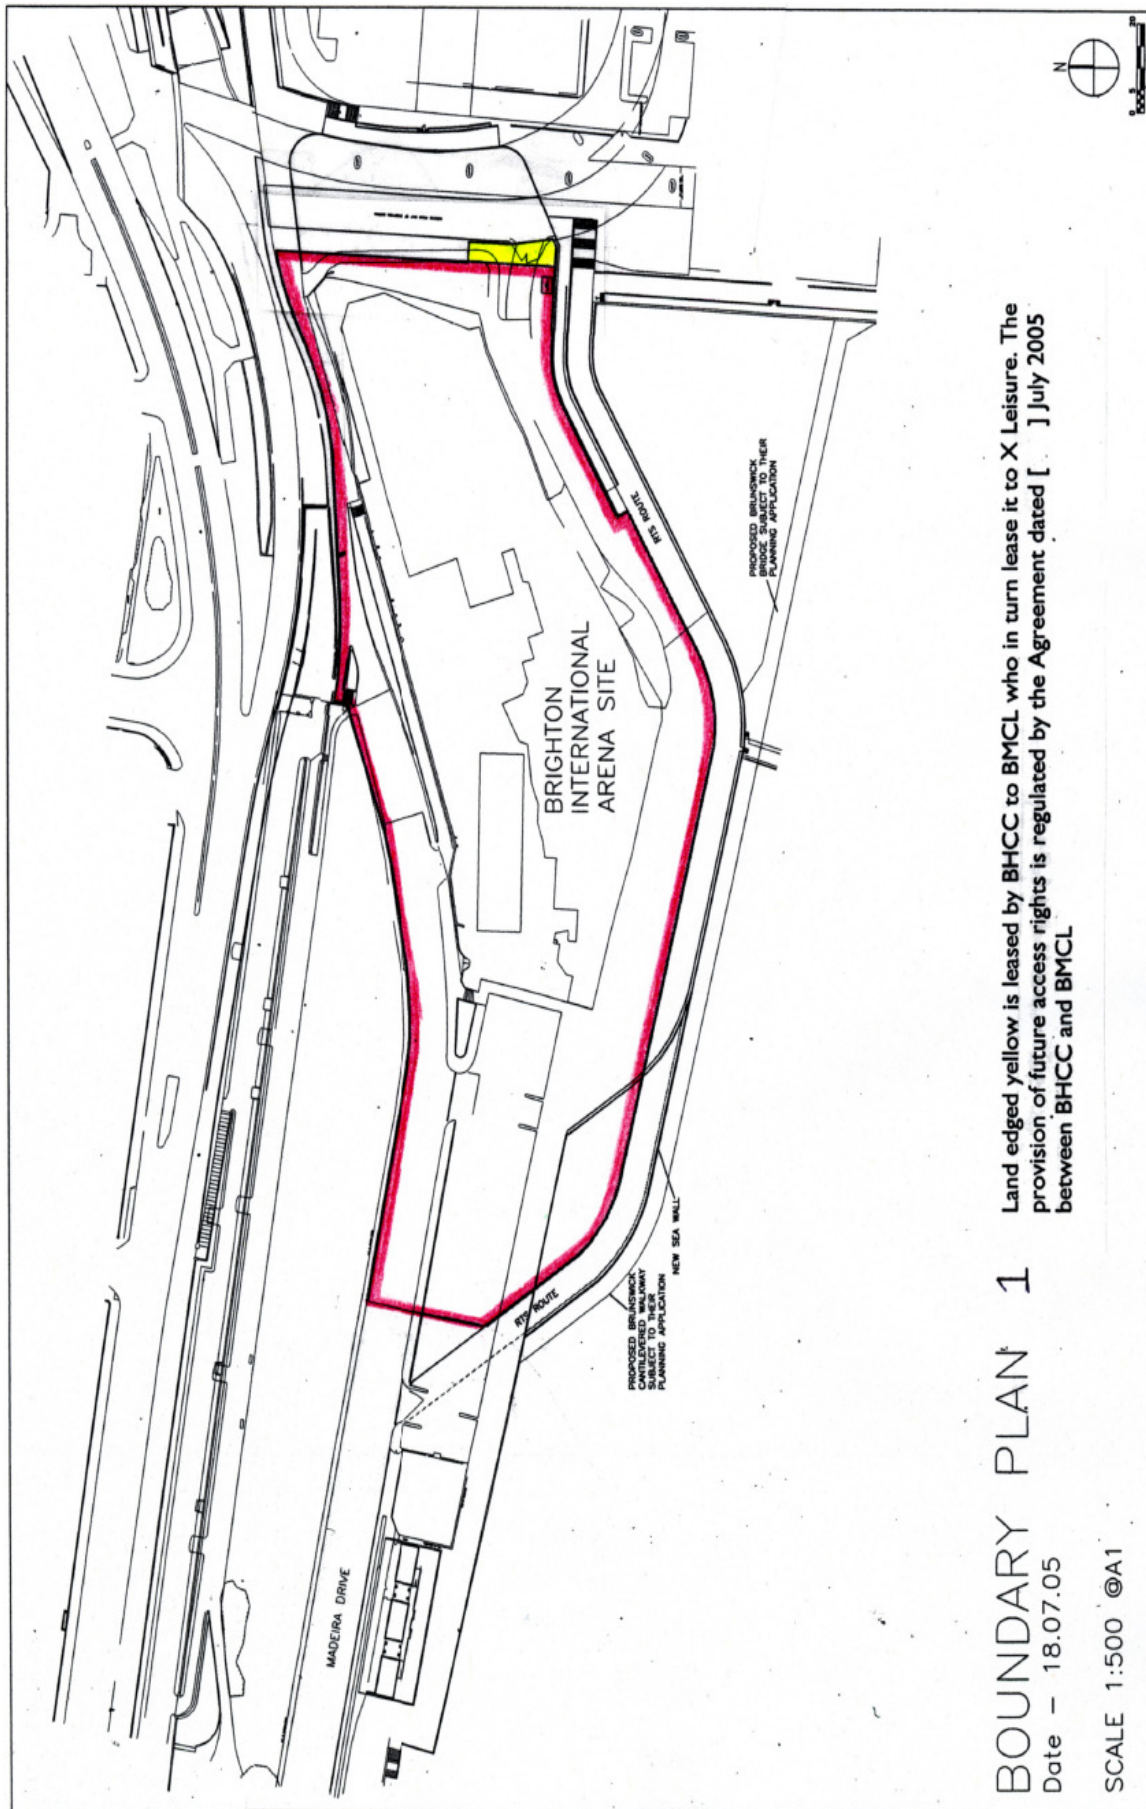 MADEIRA DRIVE
BRIGHTON
INTERNATIONAL
ARENA SITE
RTS ROUTE
PROPOSED BRUNSWICK
CANTILEVERED WALKWAY
SUBJECT TO THEIR
PLANNING APPLICATION
NEW SEA WALL
RTS ROUTE
PROPOSED BRUNSWICK
BRIDGE SUBJECT TO THEIR
PLANNING APPLICATION
BOUNDARY PLAN 1
Date - 18.07.05
SCALE 1:500 @A1
Land edged yellow is leased by BHCC to BMCL who in turn lease it to X Leisure. The
provision of future access rights is regulated by the Agreement dated [ ] July 2005
between BHCC and BMCL
N
0 5 20